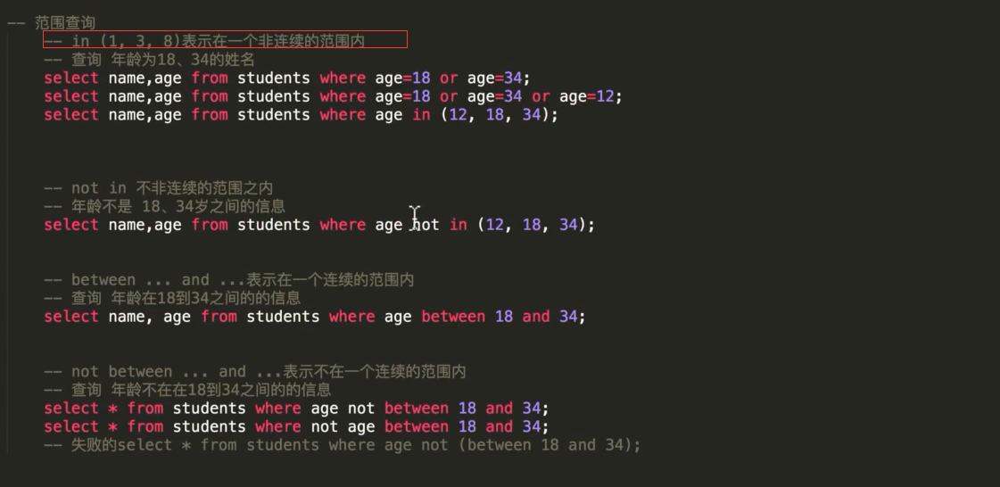 -- 范围查询
-- in (1, 3, 8)表示在一个非连续的范围内
-- 查询 年龄为18、34的姓名
select name,age from students where age=18 or age=34;
select name,age from students where age=18 or age=34 or age=12;
select name,age from students where age in (12, 18, 34);
-- not in 不非连续的范围之内
-- 年龄不是 18、34岁之间的信息
select name,age from students where age not in (12, 18, 34);
-- between ... and ...表示在一个连续的范围内
-- 查询 年龄在18到34之间的的信息
select name, age from students where age between 18 and 34;
-- not between ... and ...表示不在一个连续的范围内
-- 查询 年龄不在在18到34之间的的信息
select * from students where age not between 18 and 34;
select * from students where not age between 18 and 34;
-- 失败的select * from students where age not (between 18 and 34);